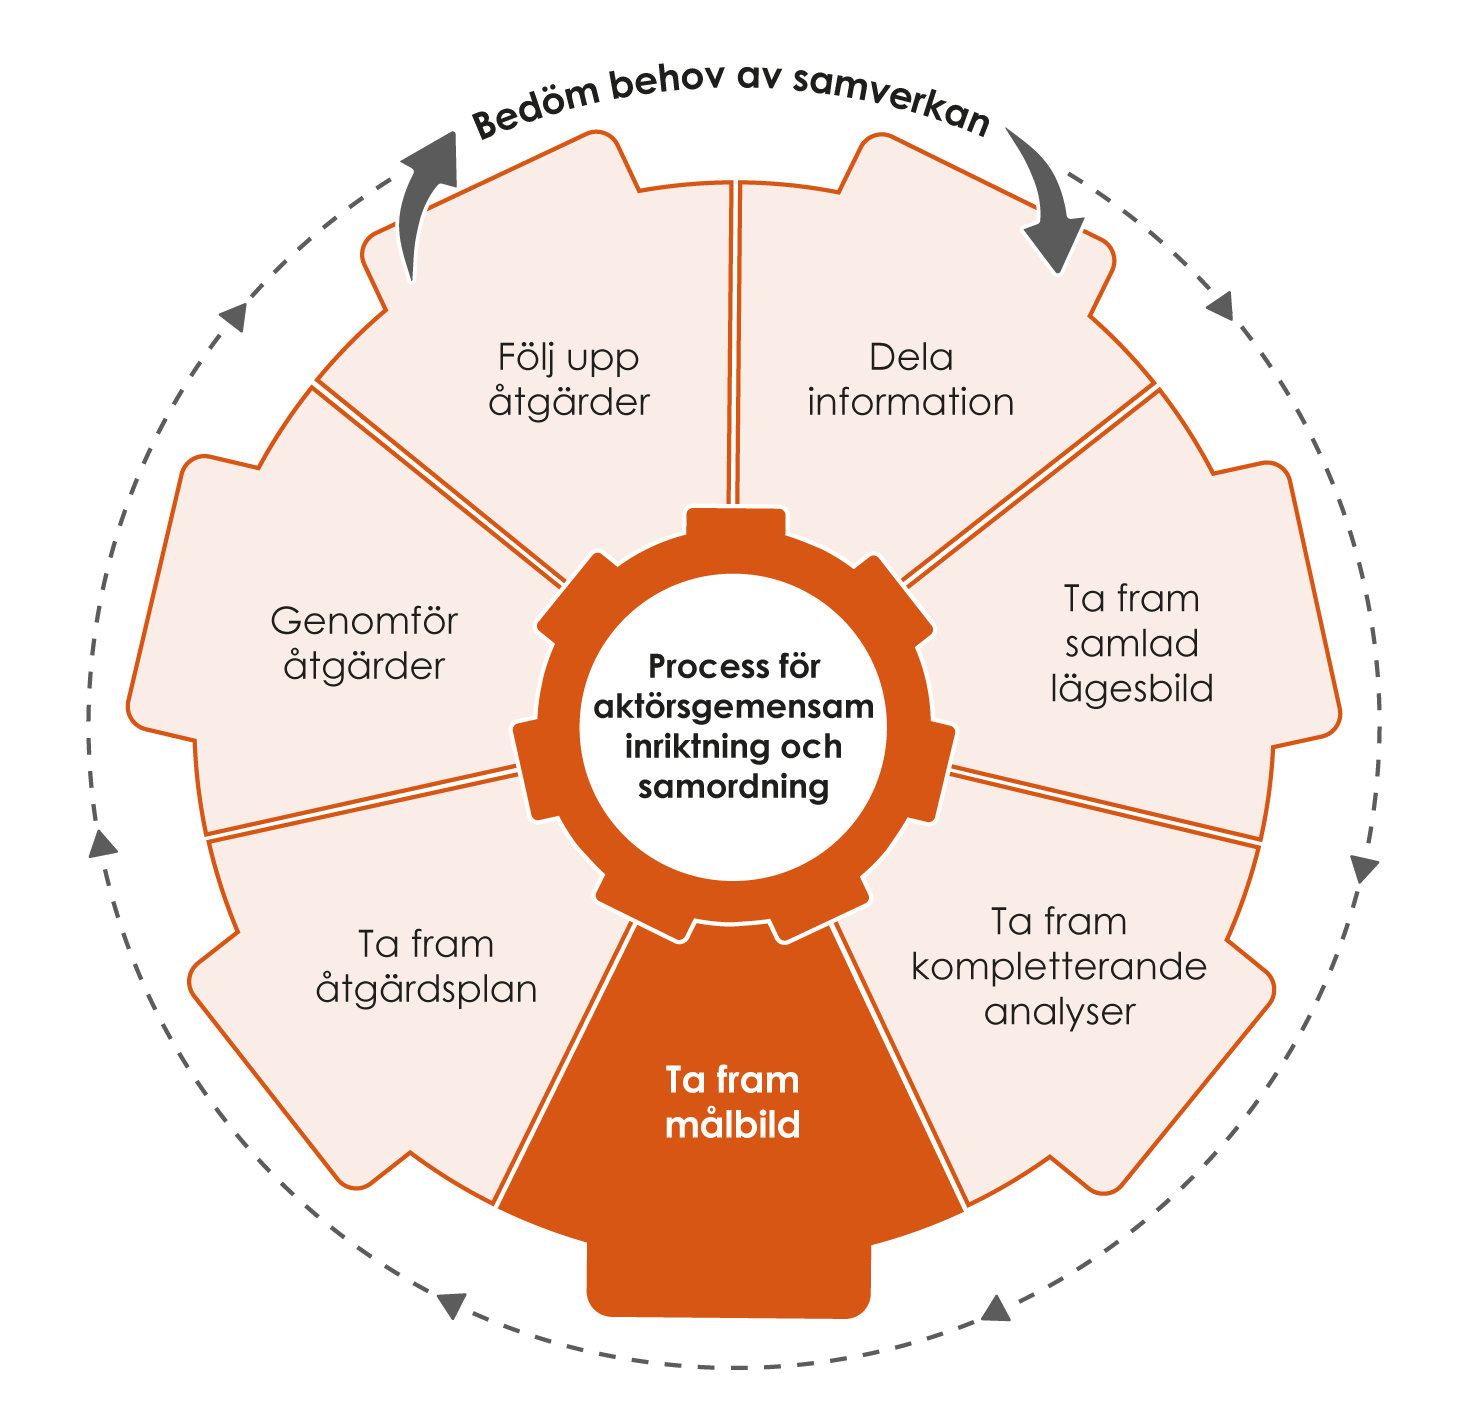 Bedöm behov av samverkan
Dela
information
Ta fram
samlad
lägesbild
Ta fram
kompletterande
analyser
Ta fram
målbild
Ta fram
åtgärdsplan
Genomför
åtgärder
Följ upp
åtgärder
Process för
aktörsgemensam
inriktning och
samordning